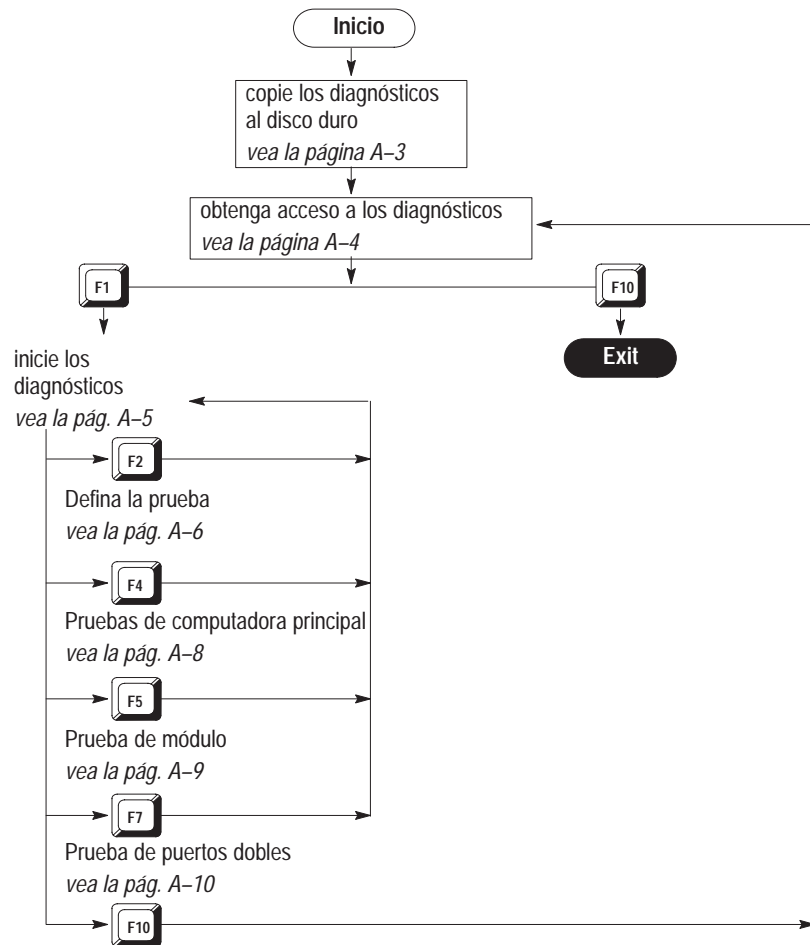 Inicio
copie los diagnósticos
al disco duro
vea la página A–3
obtenga acceso a los diagnósticos
vea la página A–4
F1
F10
Exit
inicie los
diagnósticos
vea la pág. A–5
F2
Defina la prueba
vea la pág. A–6
F4
Pruebas de computadora principal
vea la pág. A–8
F5
Prueba de módulo
vea la pág. A–9
F7
Prueba de puertos dobles
vea la pág. A–10
F10